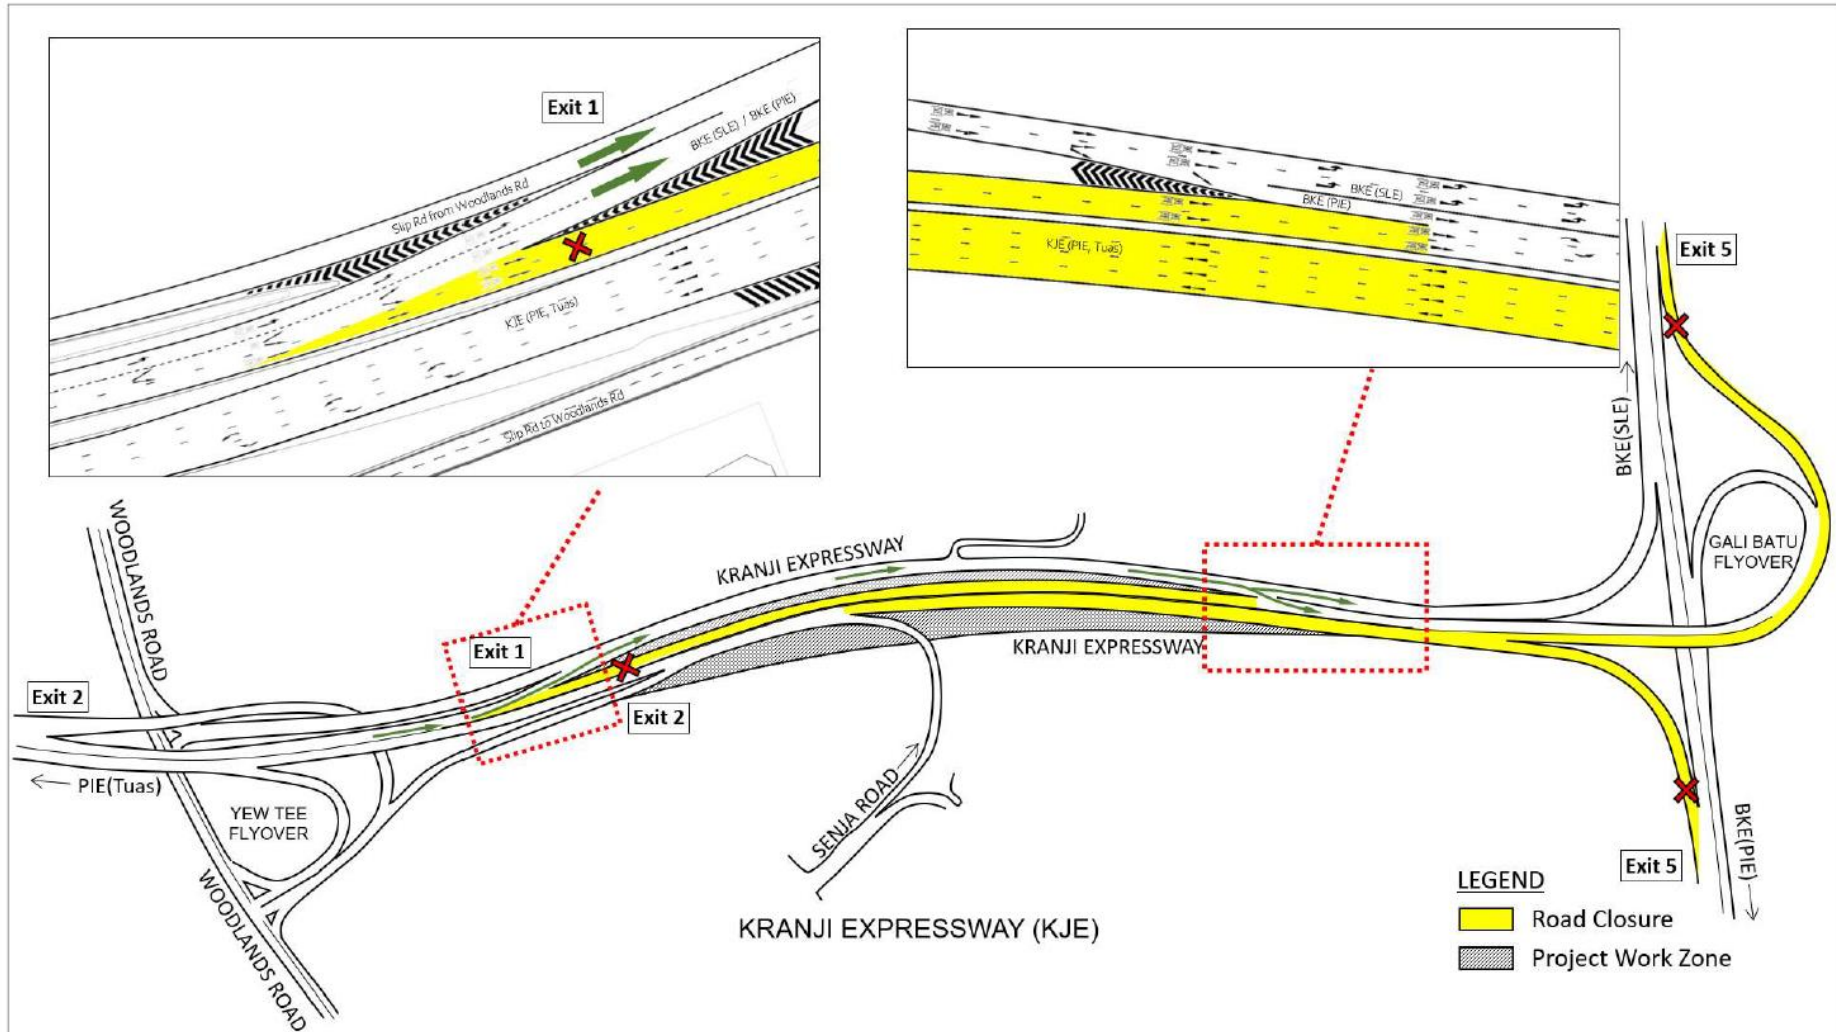 Exit 1
BKE (SLE) / BKE (PIE)
Slip Rd from Woodlands Rd
KJE (PIE, Tuas)
Slip Rd to Woodlands Rd
BKE (SLE)
BKE (PIE)
KJE (PIE, Tuas)
Exit 5
BKE(SLE)
WOODLANDS ROAD
KRANJI EXPRESSWAY
GALI BATU
FLYOVER
Exit 1
KRANJI EXPRESSWAY
Exit 2
Exit 2
PIE(Tuas)
YEW TEE
FLYOVER
SENJA ROAD
BKE(PIE)
Exit 5
WOODLANDS ROAD
KRANJI EXPRESSWAY (KJE)
LEGEND
Road Closure
Project Work Zone